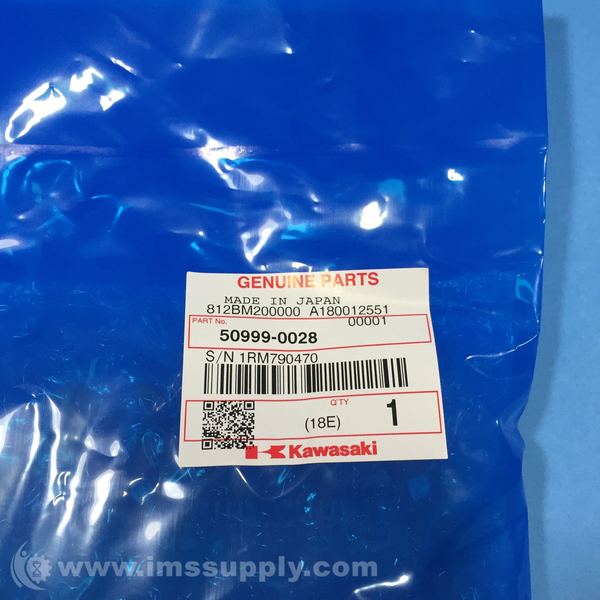 GENUINE PARTS
MADE IN JAPAN
812BM200000 A180012551
00001
PART No.
50999-0028
S/N 1RM790470
Q'TY
(18E)
1
Kawasaki
www.imssupply.com